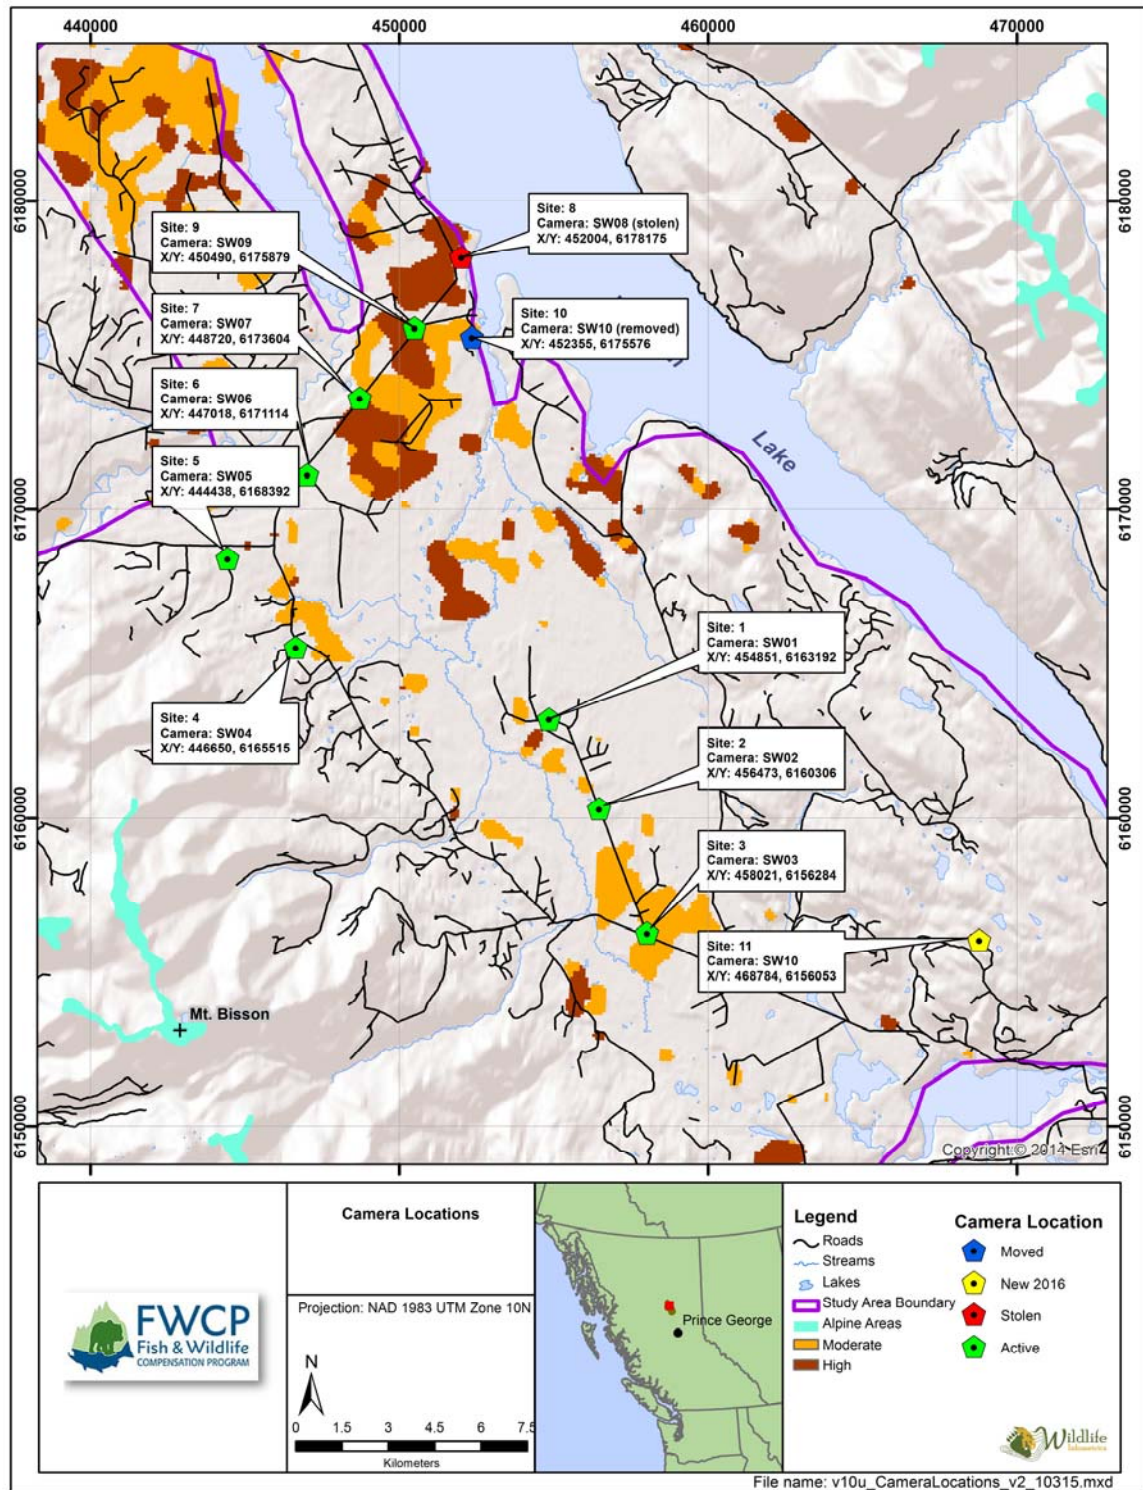 440000
450000
460000
470000
6180000
6180000
Site: 8
Camera: SW08 (stolen)
X/Y: 452004, 6178175
Site: 9
Camera: SW09
X/Y: 450490, 6175879
Site: 10
Camera: SW10 (removed)
X/Y: 452355, 6175576
Site: 7
Camera: SW07
X/Y: 448720, 6173604
Site: 6
Camera: SW06
X/Y: 447018, 6171114
Lake
Site: 5
Camera: SW05
X/Y: 444438, 6168392
6170000
6170000
Site: 1
Camera: SW01
X/Y: 454851, 6163192
Site: 4
Camera: SW04
X/Y: 446650, 6165515
Site: 2
Camera: SW02
X/Y: 456473, 6160306
6160000
6160000
Site: 3
Camera: SW03
X/Y: 458021, 6156284
Site: 11
Camera: SW10
X/Y: 468784, 6156053
Mt. Bisson
6150000
6150000
Copyright:© 2014 Esri
FWCP
Fish & Wildlife
COMPENSATION PROGRAM
Camera Locations
Projection: NAD 1983 UTM Zone 10N
N
0 1.5 3 4.5 6 7.5
Kilometers
Prince George
Legend
Roads
Streams
Lakes
Study Area Boundary
Alpine Areas
Moderate
High
Camera Location
Moved
New 2016
Stolen
Active
Wildlife
Infometrics
File name: v10u_CameraLocations_v2_10315.mxd